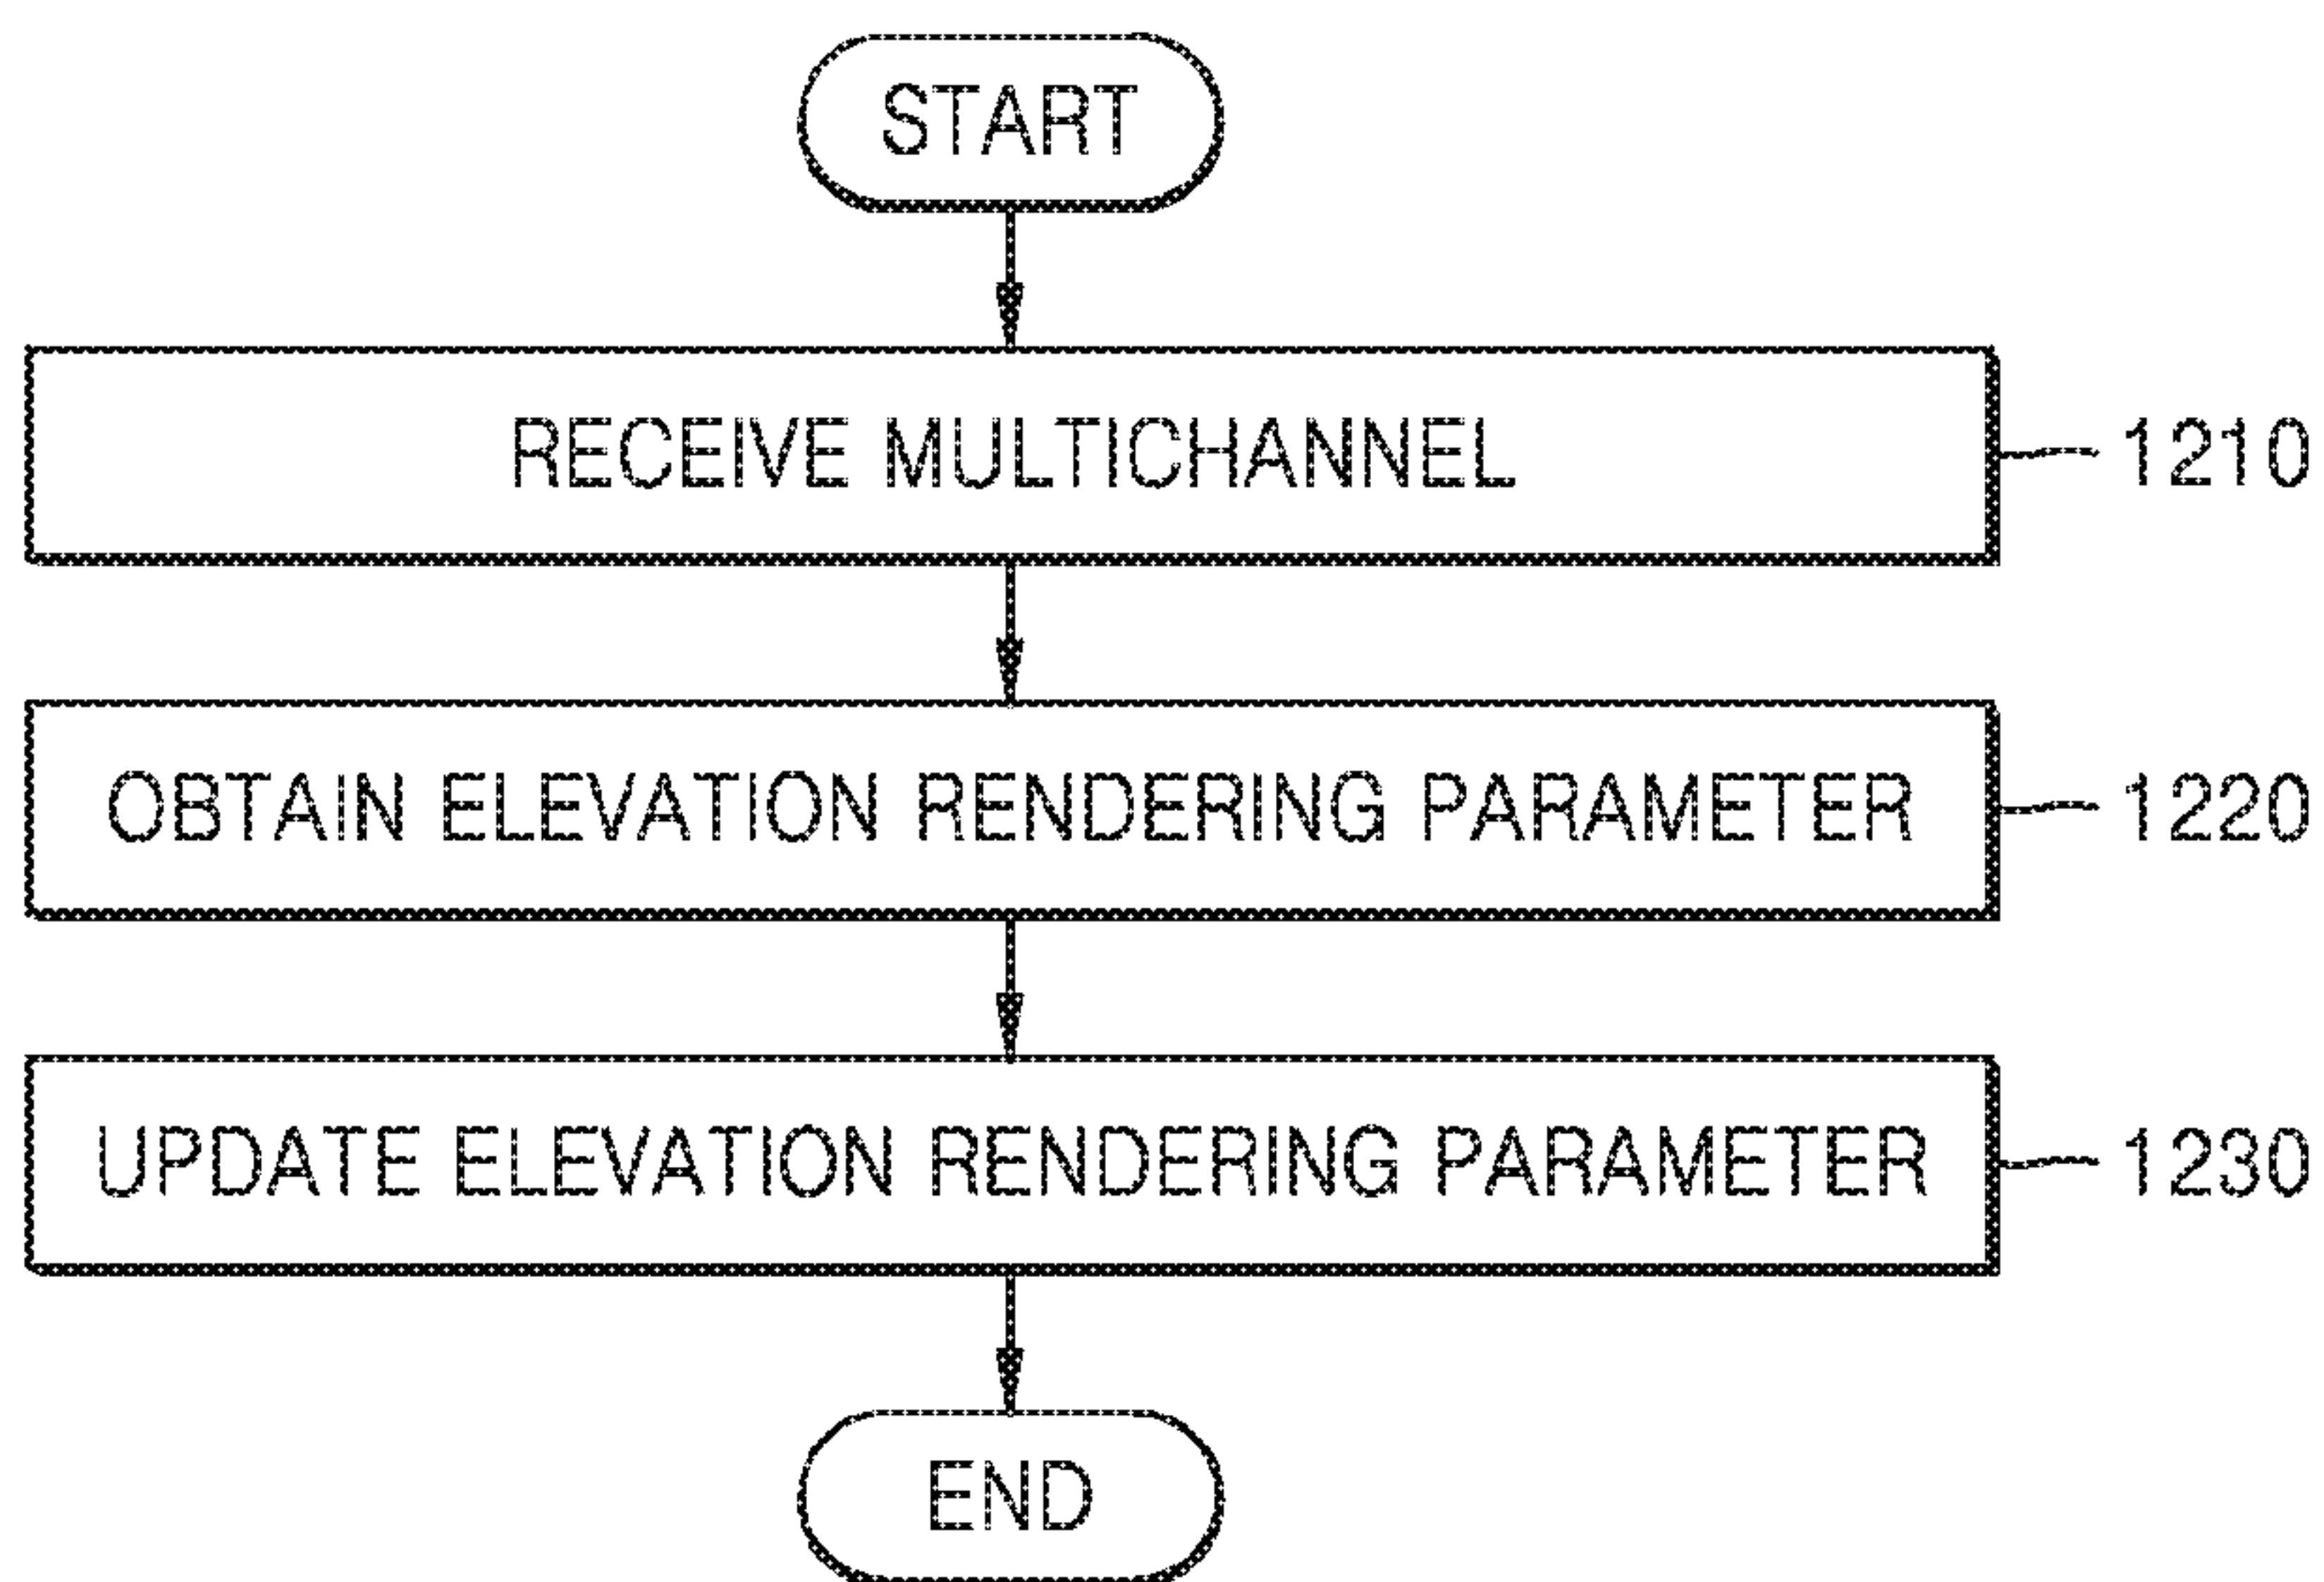 START
RECEIVE MULTICHANNEL
1210
OBTAIN ELEVATION RENDERING PARAMETER
1220
UPDATE ELEVATION RENDERING PARAMETER
1230
END